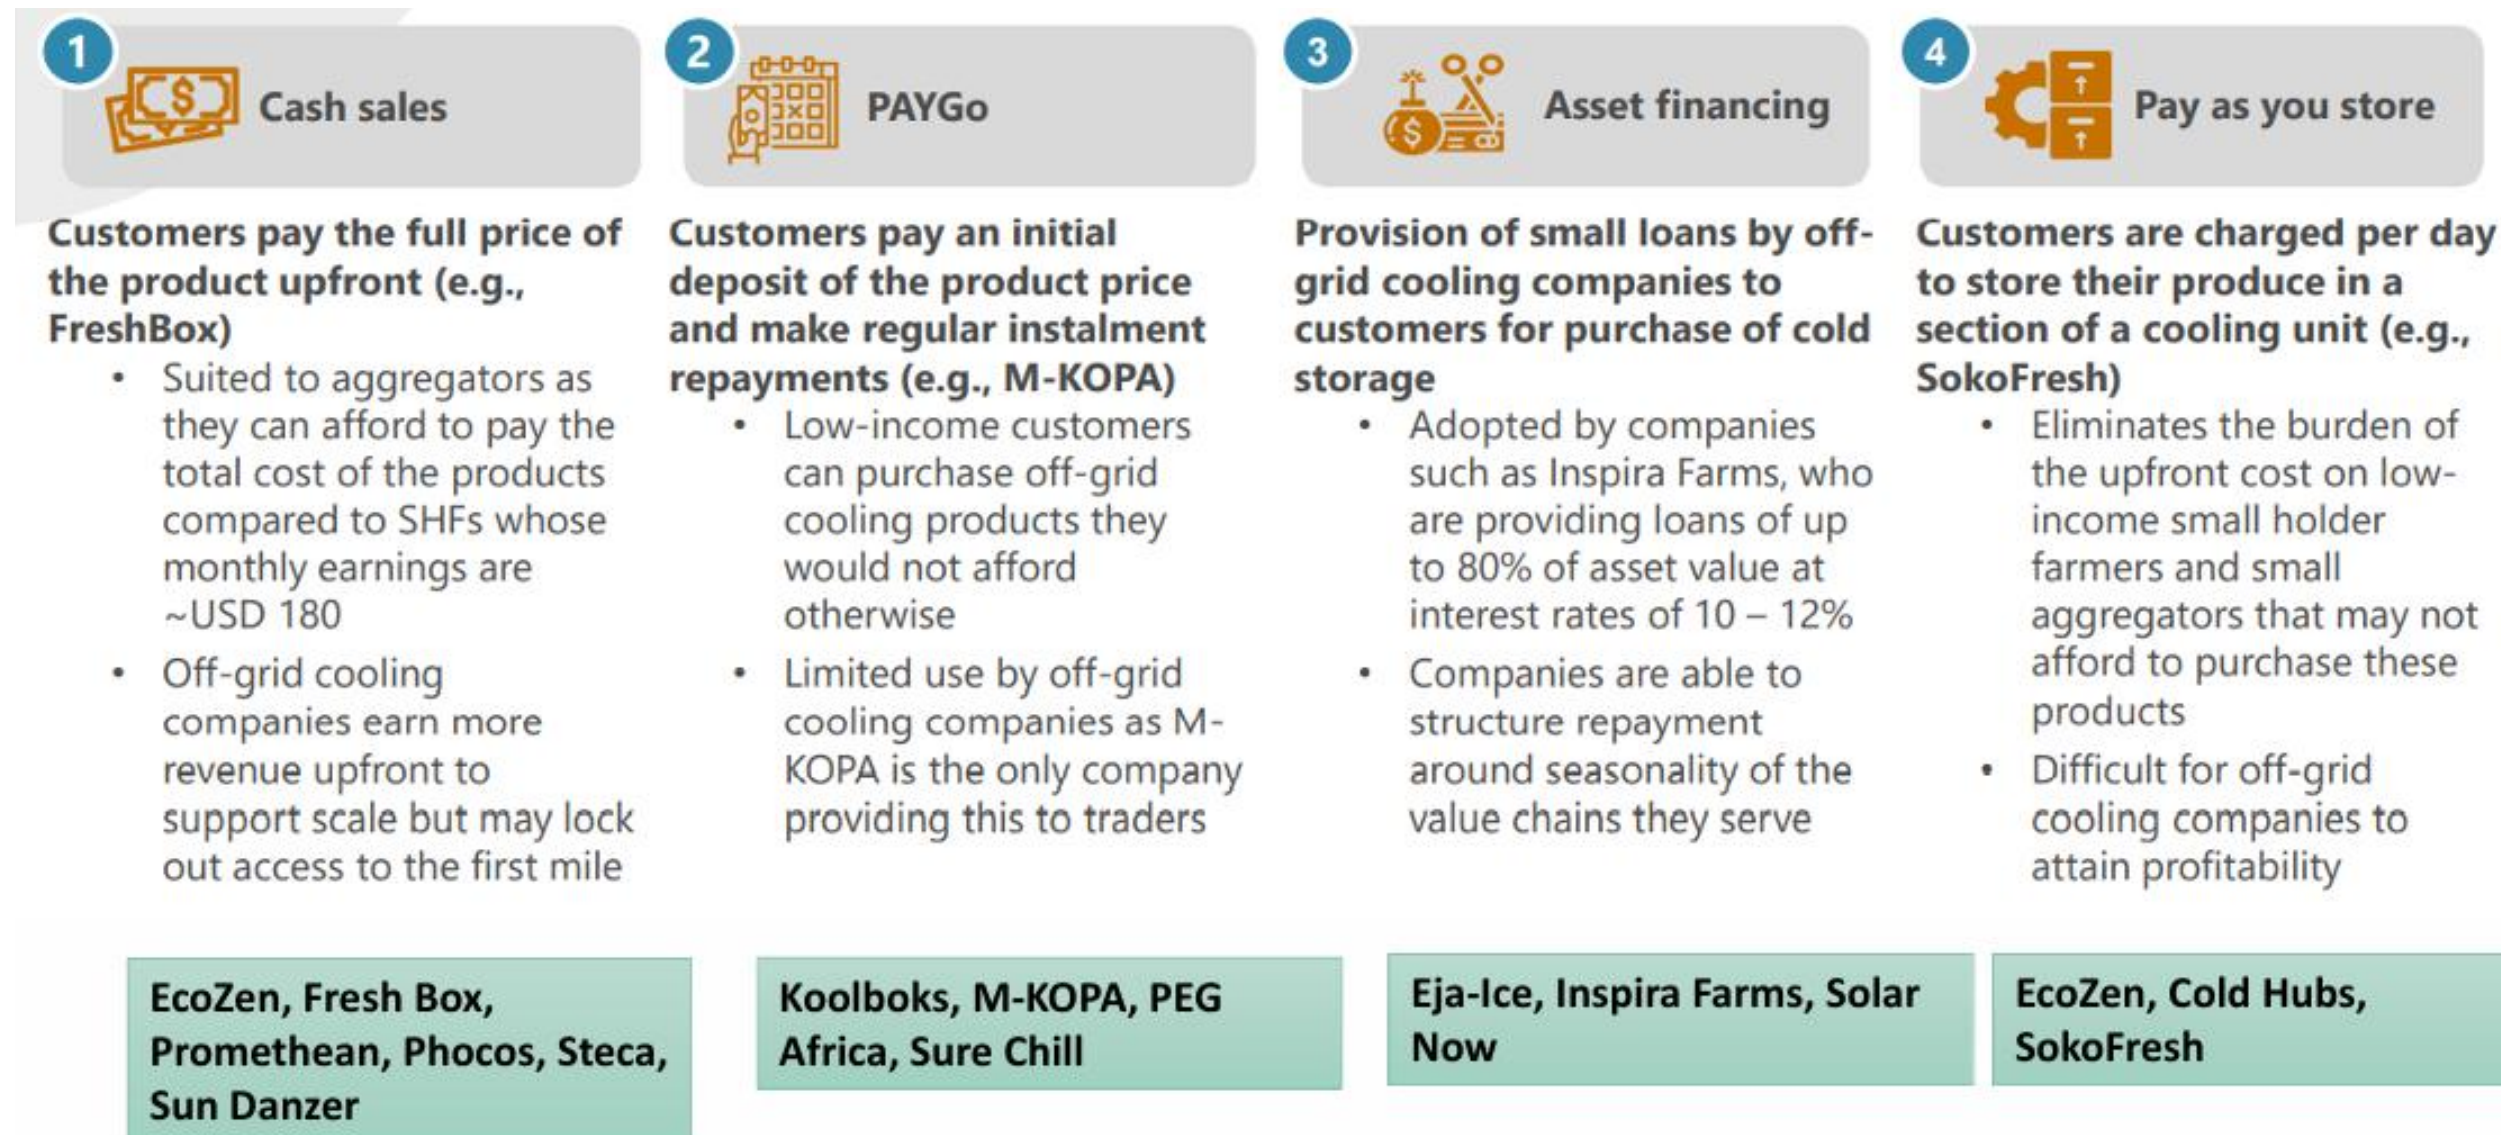 1
Cash sales
Customers pay the full price of
the product upfront (e.g.,
FreshBox)
• Suited to aggregators as
they can afford to pay the
total cost of the products
compared to SHFs whose
monthly earnings are
~USD 180
• Off-grid cooling
companies earn more
revenue upfront to
support scale but may lock
out access to the first mile
EcoZen, Fresh Box,
Promethean, Phocos, Steca,
Sun Danzer
2
PAYGo
Customers pay an initial
deposit of the product price
and make regular instalment
repayments (e.g., M-KOPA)
• Low-income customers
can purchase off-grid
cooling products they
would not afford
otherwise
• Limited use by off-grid
cooling companies as M-
KOPA is the only company
providing this to traders
Koolboks, M-KOPA, PEG
Africa, Sure Chill
3
Asset financing
Provision of small loans by off-
grid cooling companies to
customers for purchase of cold
storage
• Adopted by companies
such as Inspira Farms, who
are providing loans of up
to 80% of asset value at
interest rates of 10 – 12%
• Companies are able to
structure repayment
around seasonality of the
value chains they serve
Eja-Ice, Inspira Farms, Solar
Now
4
Pay as you store
Customers are charged per day
to store their produce in a
section of a cooling unit (e.g.,
SokoFresh)
• Eliminates the burden of
the upfront cost on low-
income small holder
farmers and small
aggregators that may not
afford to purchase these
products
• Difficult for off-grid
cooling companies to
attain profitability
EcoZen, Cold Hubs,
SokoFresh